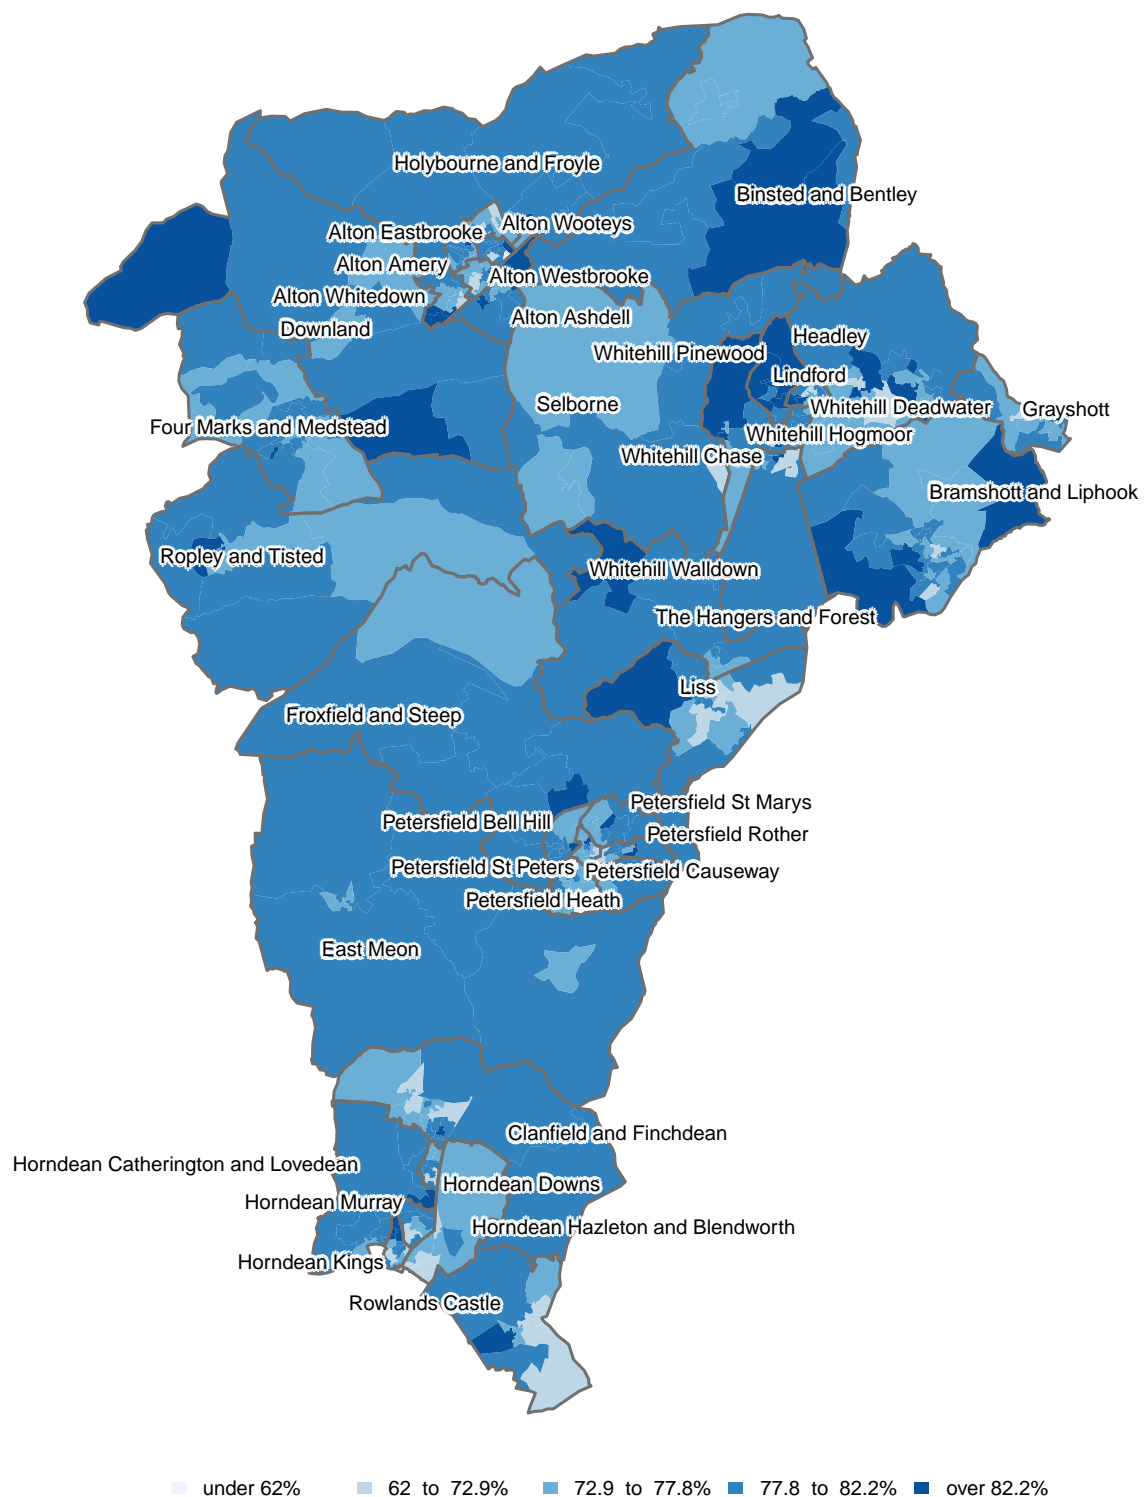 Holybourne and Froyle
Binsted and Bentley
Alton Wooteys
Alton Eastbrooke
Alton Amery
Alton Westbrooke
Alton Whitedown
Alton Ashdell
Downland
Headley
Whitehill Pinewood
Lindford
Selborne
Whitehill Deadwater
Grayshott
Four Marks and Medstead
Whitehill Hogmoor
Whitehill Chase
Bramshott and Liphook
Ropley and Tisted
Whitehill Walldown
The Hangers and Forest
Liss
Froxfield and Steep
Petersfield St Marys
Petersfield Bell Hill
Petersfield Rother
Petersfield St Peters
Petersfield Causeway
Petersfield Heath
East Meon
Clanfield and Finchdean
Horndean Catherington and Lovedean
Horndean Downs
Horndean Murray
Horndean Hazleton and Blendworth
Horndean Kings
Rowlands Castle
under 62% 62 to 72.9% 72.9 to 77.8% 77.8 to 82.2% over 82.2%